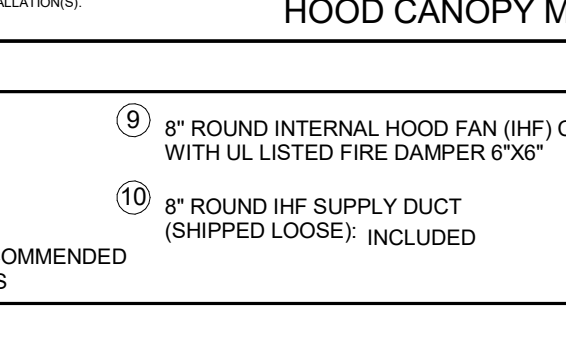 ALLATION(S):
HOOD CANOPY M
9 8" ROUND INTERNAL HOOD FAN (IHF)
WITH UL LISTED FIRE DAMPER 6"X6"
10 8" ROUND IHF SUPPLY DUCT
(SHIPPED LOOSE): INCLUDED
OMMENDED
S